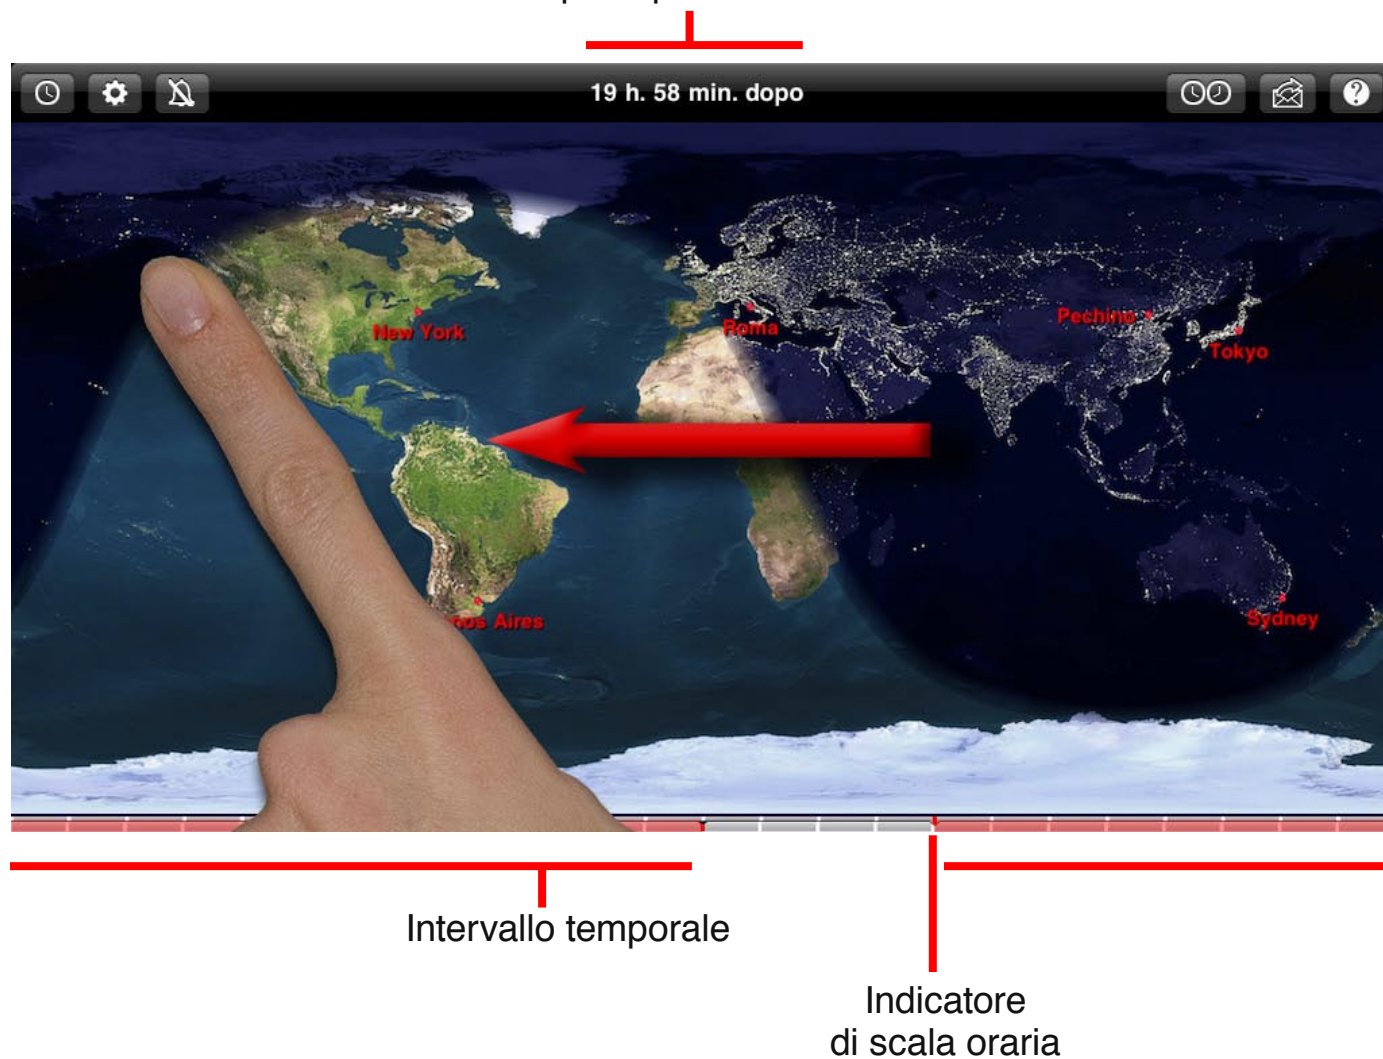 19 h. 58 min. dopo
New York
Roma
Pechino
Tokyo
Aires
Sydney
Intervallo temporale
Indicatore
di scala oraria